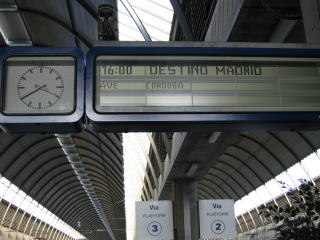 16:00 DESTINO MADRID
AVE CORDOBA
Via
PLATFORM
3
Via
PLATFORM
2